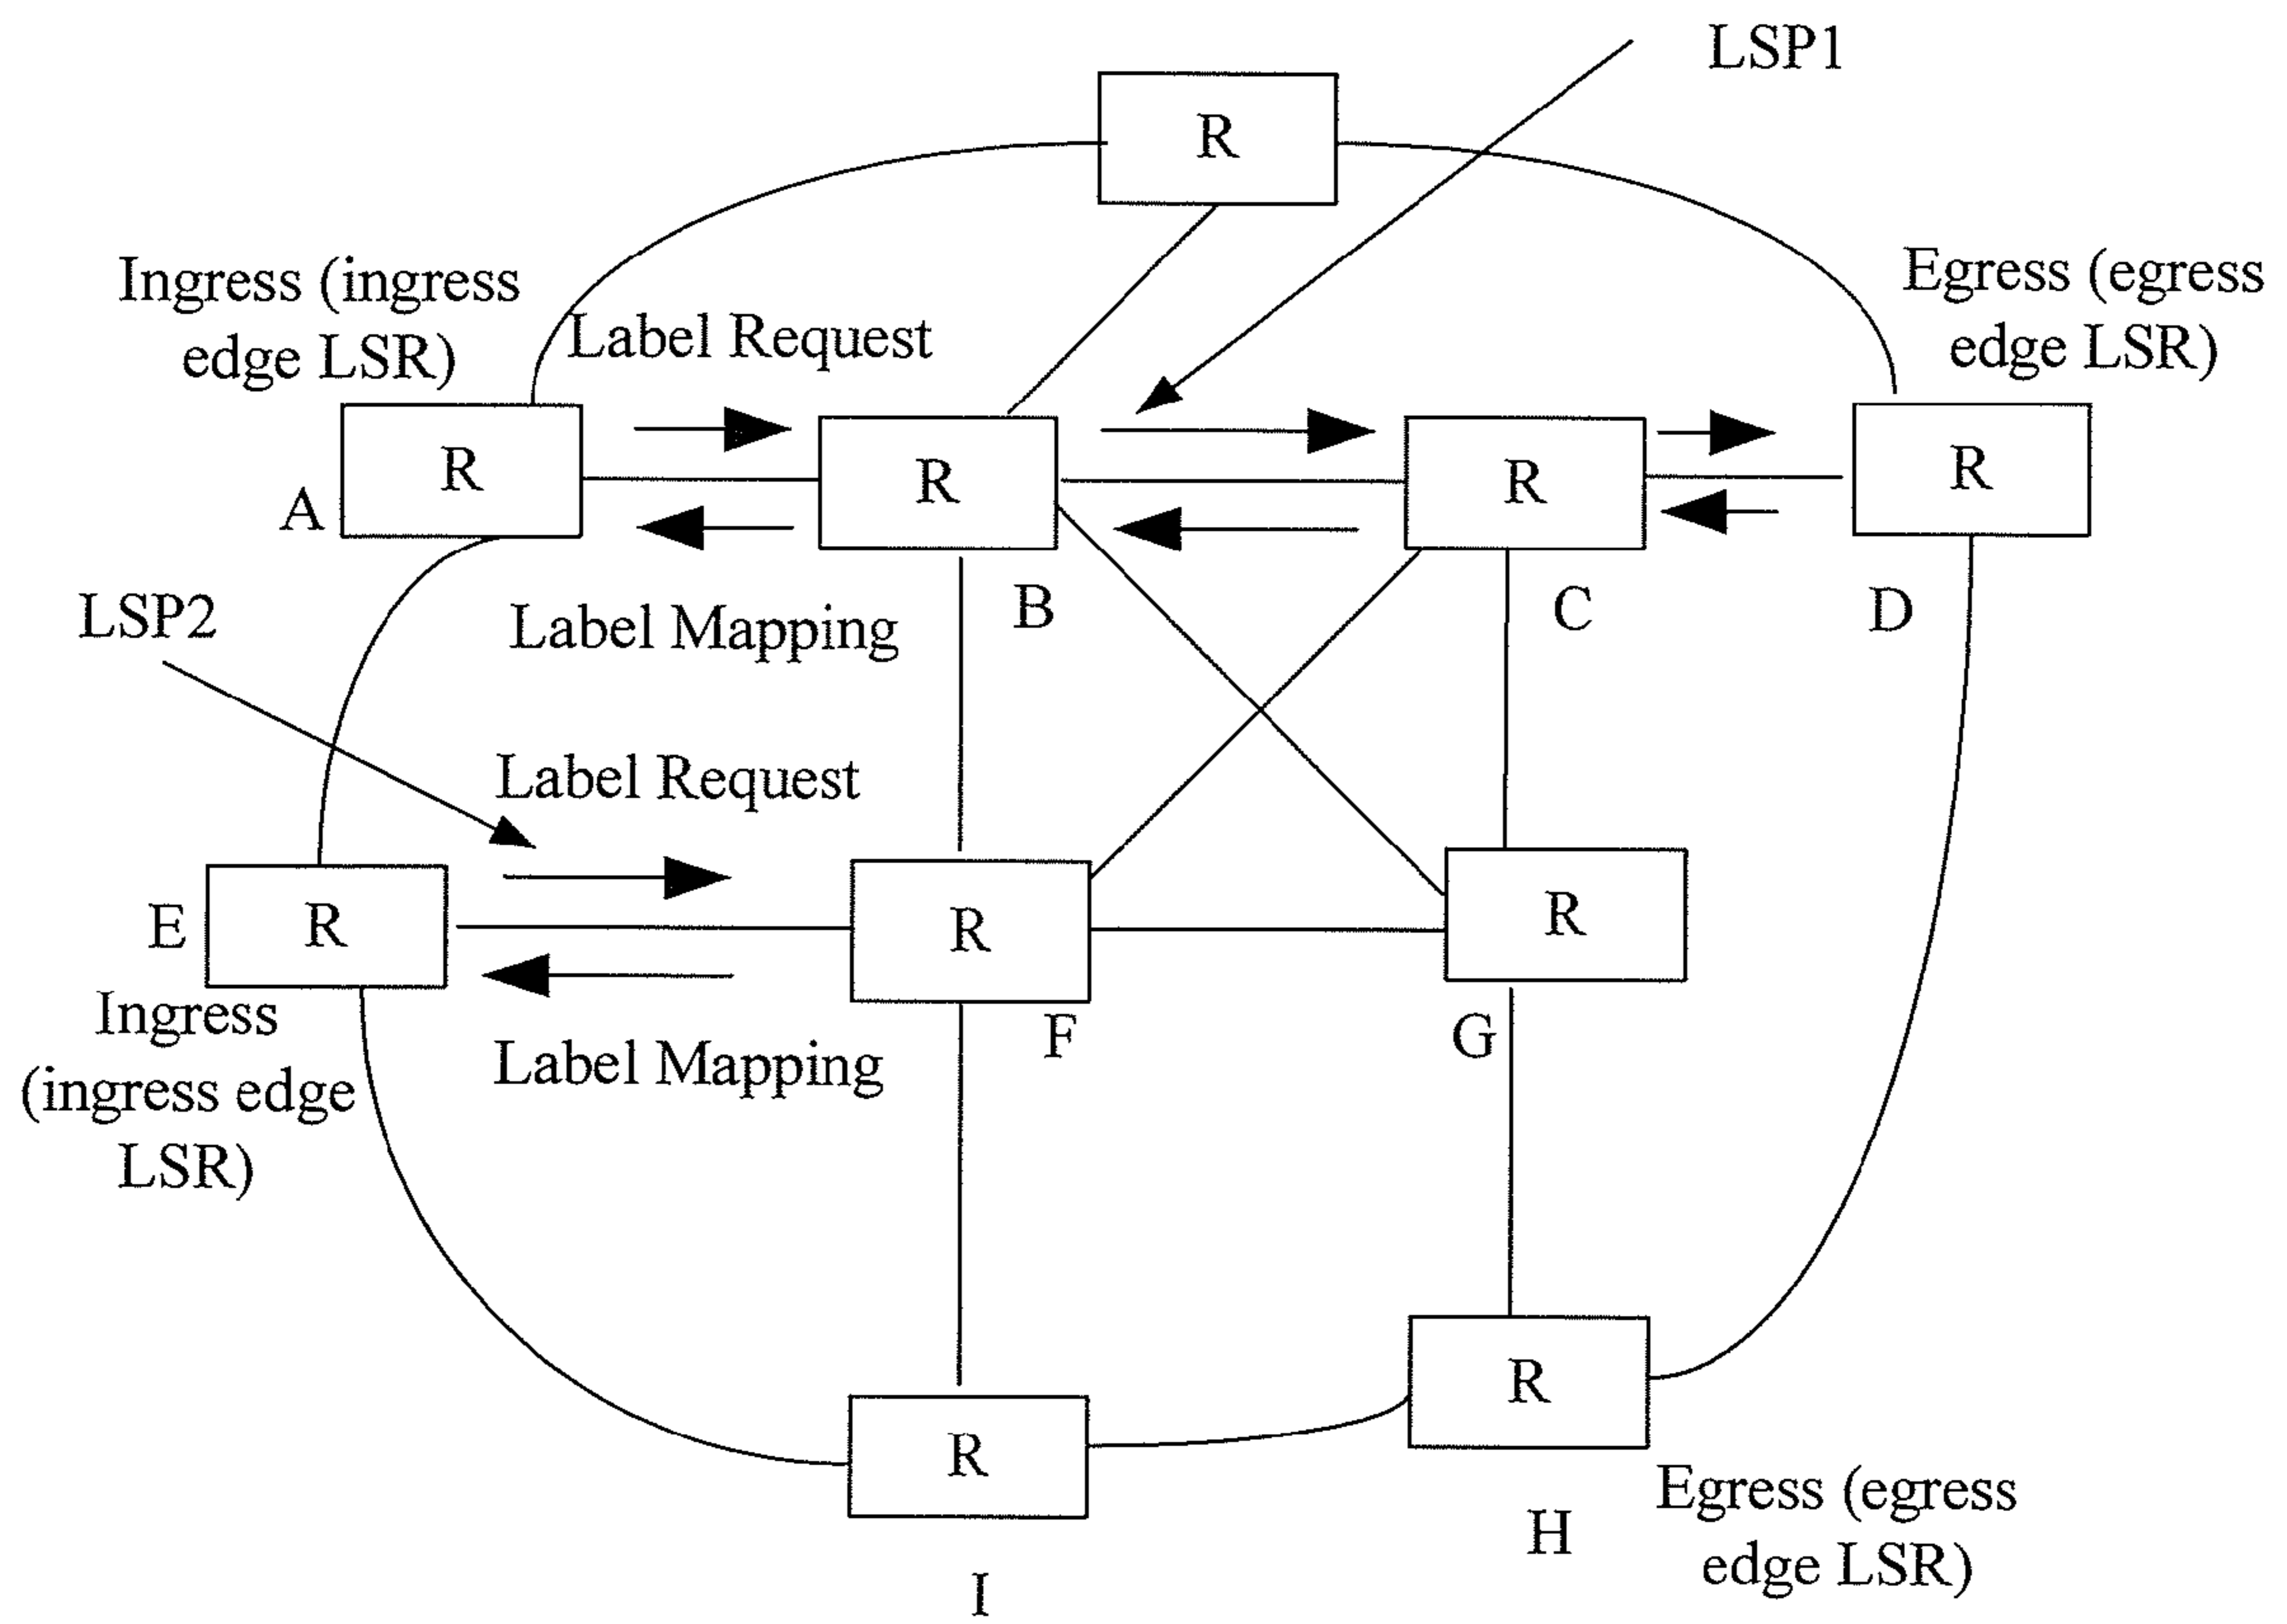 LSP1
R
Ingress (ingress
edge LSR)
Label Request
Egress (egress
edge LSR)
R
R
R
R
A
B
C
D
Label Mapping
LSP2
Label Request
E
R
R
R
Ingress
(ingress edge
LSR)
Label Mapping
F
G
R
R
H
Egress (egress
edge LSR)
I